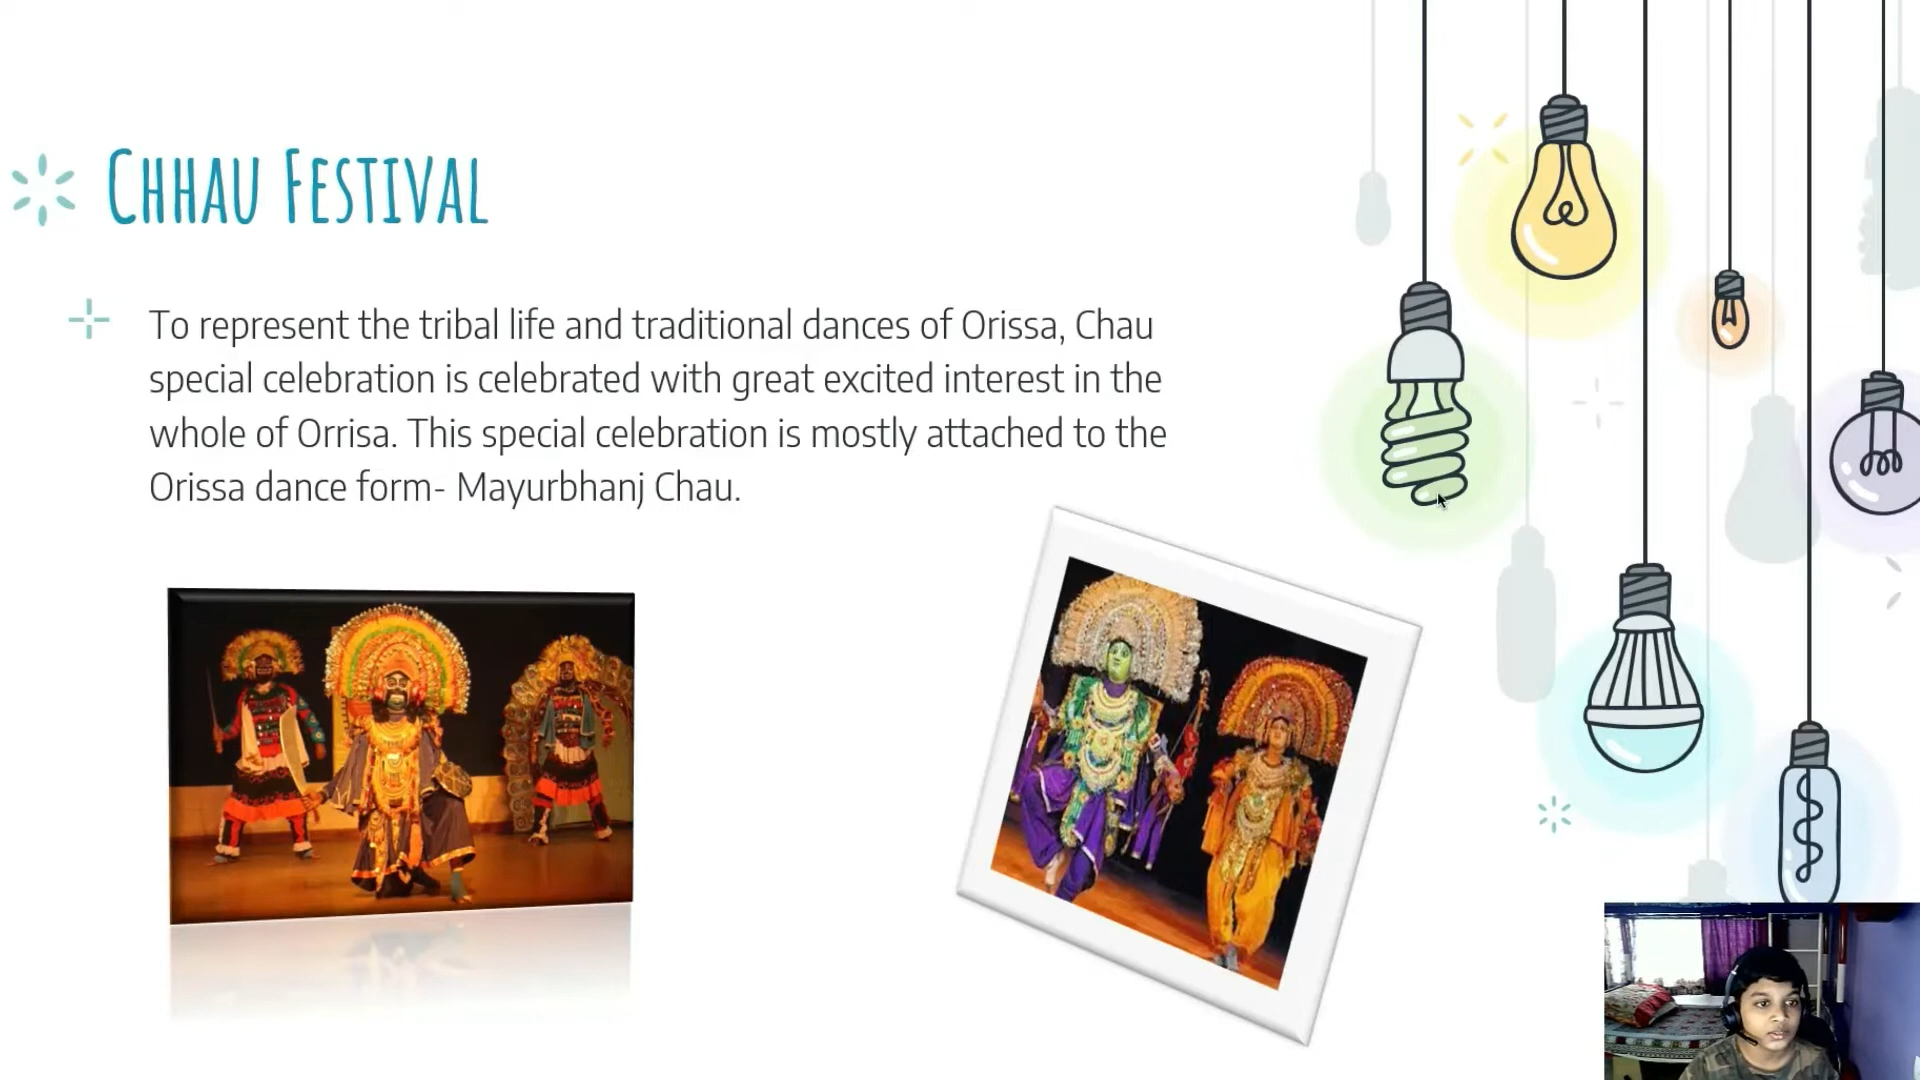 CHHAU FESTIVAL
To represent the tribal life and traditional dances of Orissa, Chau
special celebration is celebrated with great excited interest in the
whole of Orrisa. This special celebration is mostly attached to the
Orissa dance form- Mayurbhanj Chau.